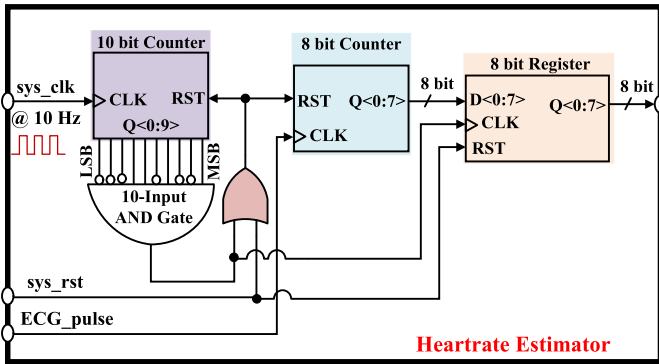 10 bit Counter
8 bit Counter
8 bit Register
sys_clk
@ 10 Hz
CLK
RST
Q<0:9>
LSB
MSB
10-Input
AND Gate
RST
Q<0:7>
CLK
8 bit
D<0:7>
CLK
RST
Q<0:7>
8 bit
sys_rst
ECG_pulse
Heartrate Estimator